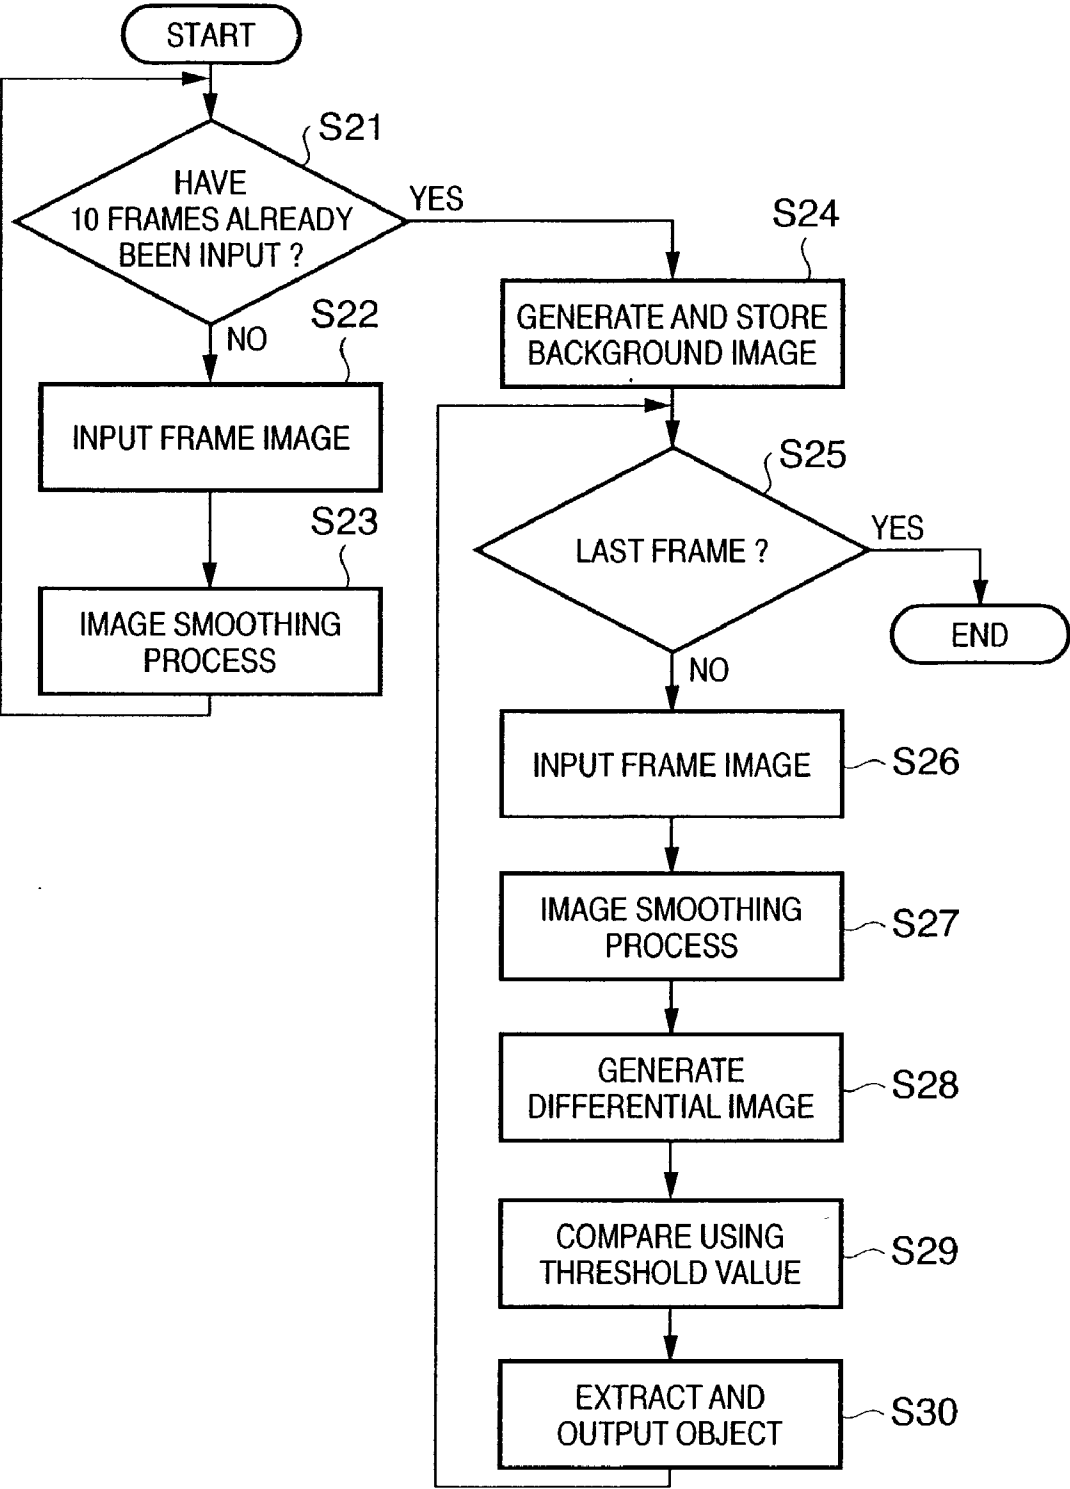 START
S21
HAVE
10 FRAMES ALREADY
BEEN INPUT ?
YES
NO
S22
INPUT FRAME IMAGE
S23
IMAGE SMOOTHING
PROCESS
S24
GENERATE AND STORE
BACKGROUND IMAGE
S25
LAST FRAME ?
YES
END
NO
INPUT FRAME IMAGE
S26
IMAGE SMOOTHING
PROCESS
S27
GENERATE
DIFFERENTIAL IMAGE
S28
COMPARE USING
THRESHOLD VALUE
S29
EXTRACT AND
OUTPUT OBJECT
S30